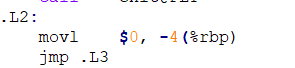 .L2:
movl $0, -4(%rbp)
jmp .L3